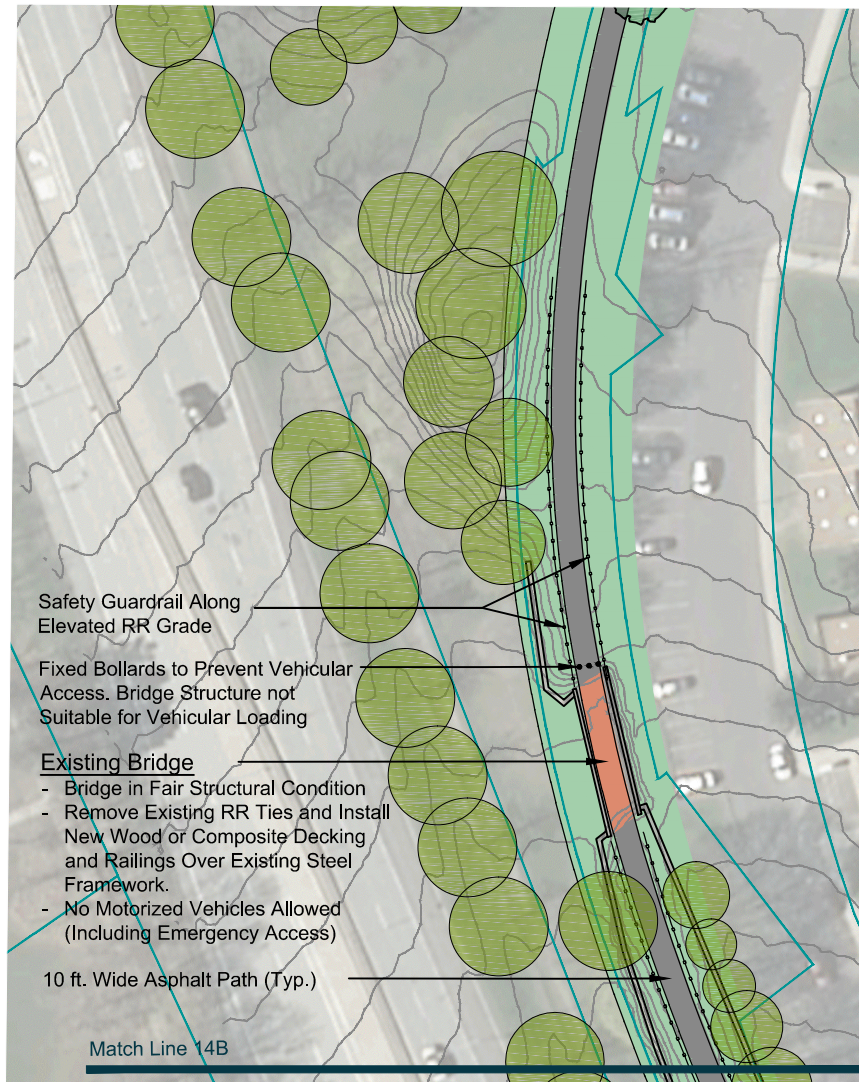 Safety Guardrail Along
Elevated RR Grade
Fixed Bollards to Prevent Vehicular
Access. Bridge Structure not
Suitable for Vehicular Loading
Existing Bridge
- Bridge in Fair Structural Condition
- Remove Existing RR Ties and Install
New Wood or Composite Decking
and Railings Over Existing Steel
Framework.
- No Motorized Vehicles Allowed
(Including Emergency Access)
10 ft. Wide Asphalt Path (Typ.)
Match Line 14B